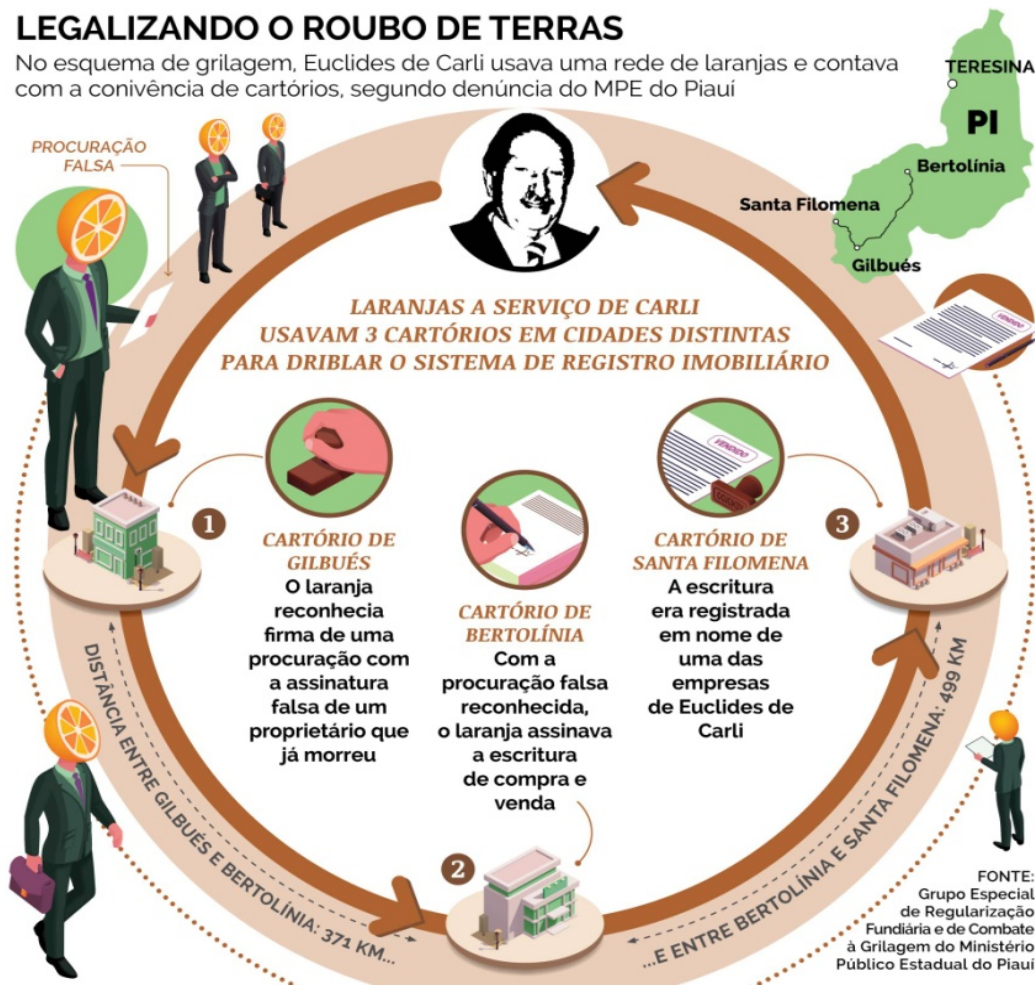 LEGALIZANDO O ROUBO DE TERRAS
No esquema de grilagem, Euclides de Carli usava uma rede de laranjas e contava
com a conivência de cartórios, segundo denúncia do MPE do Piauí
TERESINA
PI
Bertolínia
Santa Filomena
Gilbués
PROCURAÇÃO
FALSA
LARANJAS A SERVIÇO DE CARLI
USAVAM 3 CARTÓRIOS EM CIDADES DISTINTAS
PARA DRIBLAR O SISTEMA DE REGISTRO IMOBILIÁRIO
VENDIDO
1
CARTÓRIO DE
GILBUÉS
O laranja
reconhecia
firma de uma
procuração com
a assinatura
falsa de um
proprietário que
já morreu
2
CARTÓRIO DE
BERTOLÍNIA
Com a
procuração falsa
reconhecida,
o laranja assinava
a escritura
de compra e
venda
VENDIDO
3
CARTÓRIO DE
SANTA FILOMENA
A escritura
era registrada
em nome de
uma das
empresas
de Euclides de
Carli
DISTÂNCIA ENTRE GILBUÉS E BERTOLÍNIA: 371 KM...
...E ENTRE BERTOLÍNIA E SANTA FILOMENA: 499 KM
FONTE:
Grupo Especial
de Regularização
Fundiária e de Combate
à Grilagem do Ministério
Público Estadual do Piauí